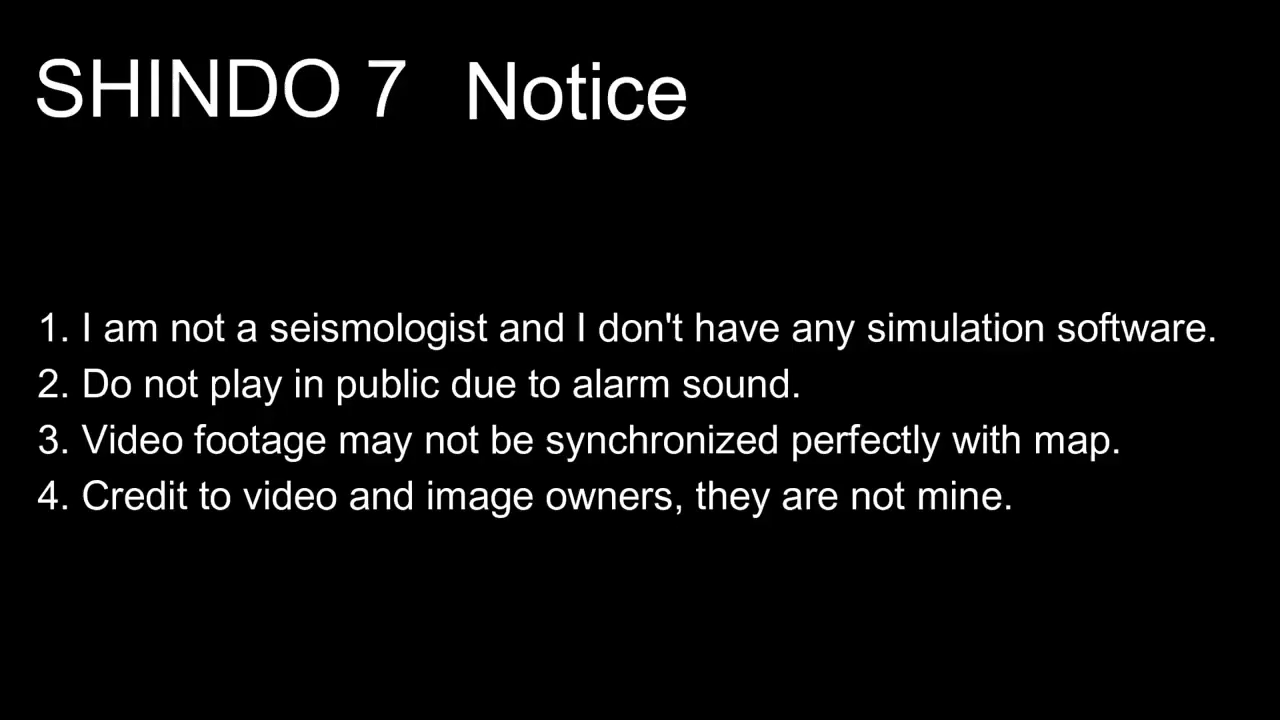 SHINDO 7 Notice
1. I am not a seismologist and I don't have any simulation software.
2. Do not play in public due to alarm sound.
3. Video footage may not be synchronized perfectly with map.
4. Credit to video and image owners, they are not mine.